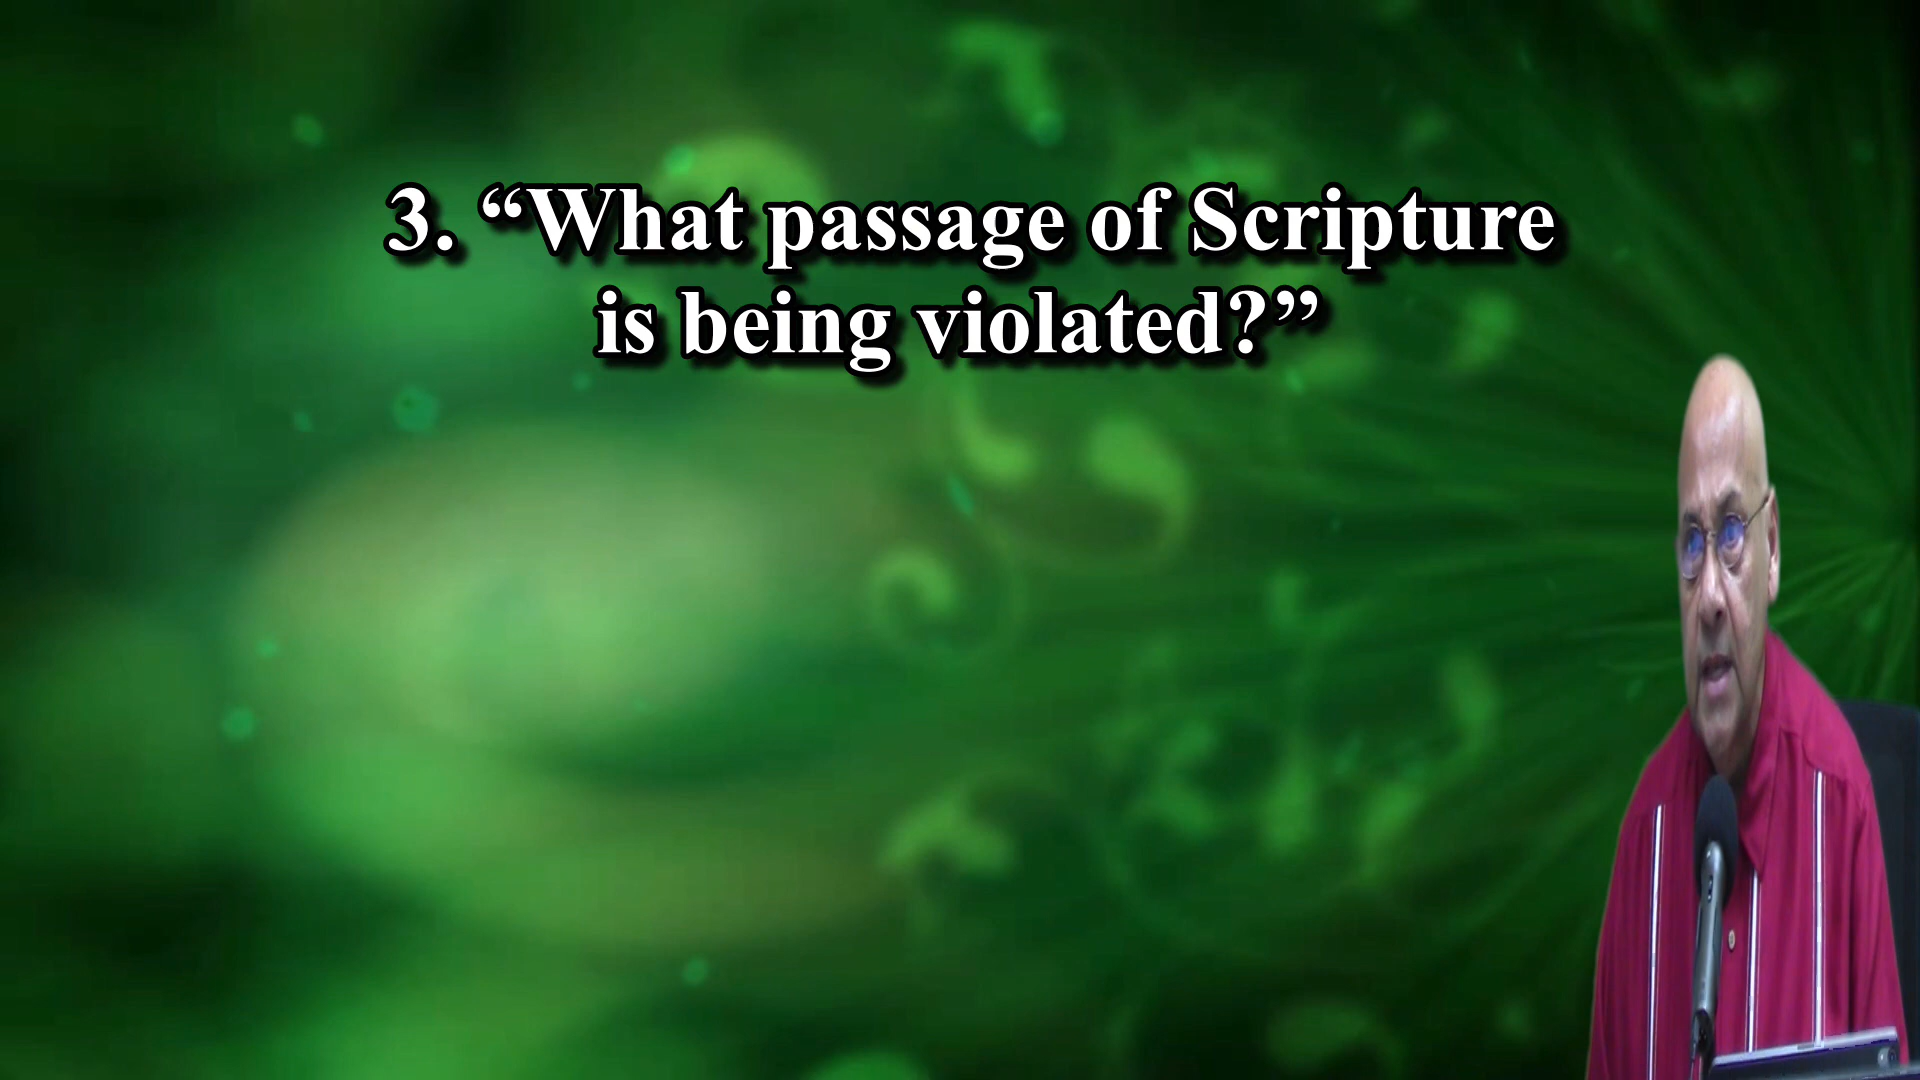 3. “What passage of Scripture
is being violated?”